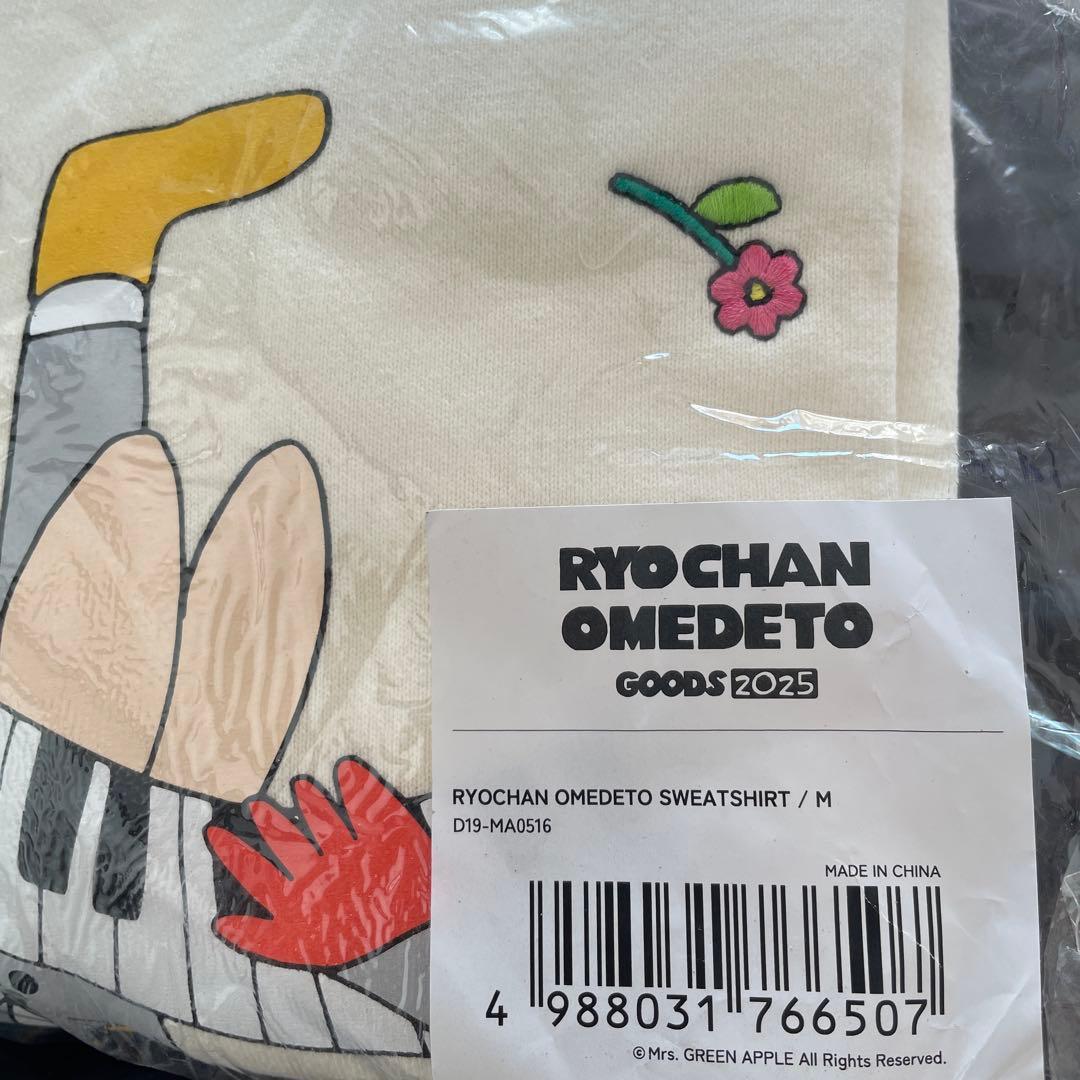 RYOCHAN
OMEDETO
GOODS 2025
RYOCHAN OMEDETO SWEATSHIRT / M
D19-MA0516
MADE IN CHINA
4 988031 766507
©Mrs. GREEN APPLE All Rights Reserved.